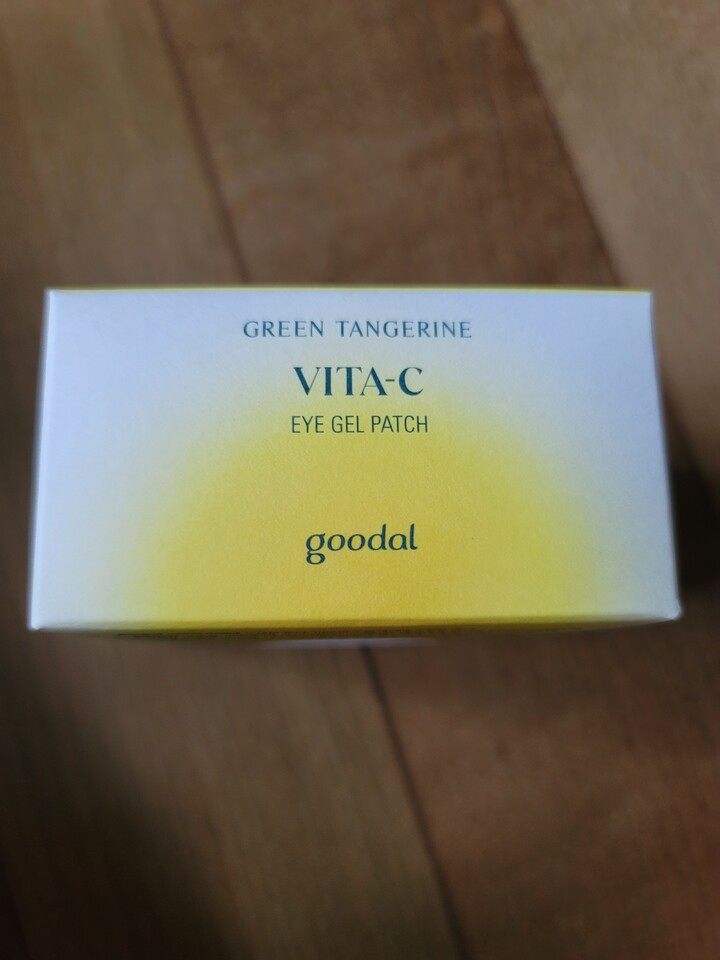 GREEN TANGERINE
VITA-C
EYE GEL PATCH
goodal